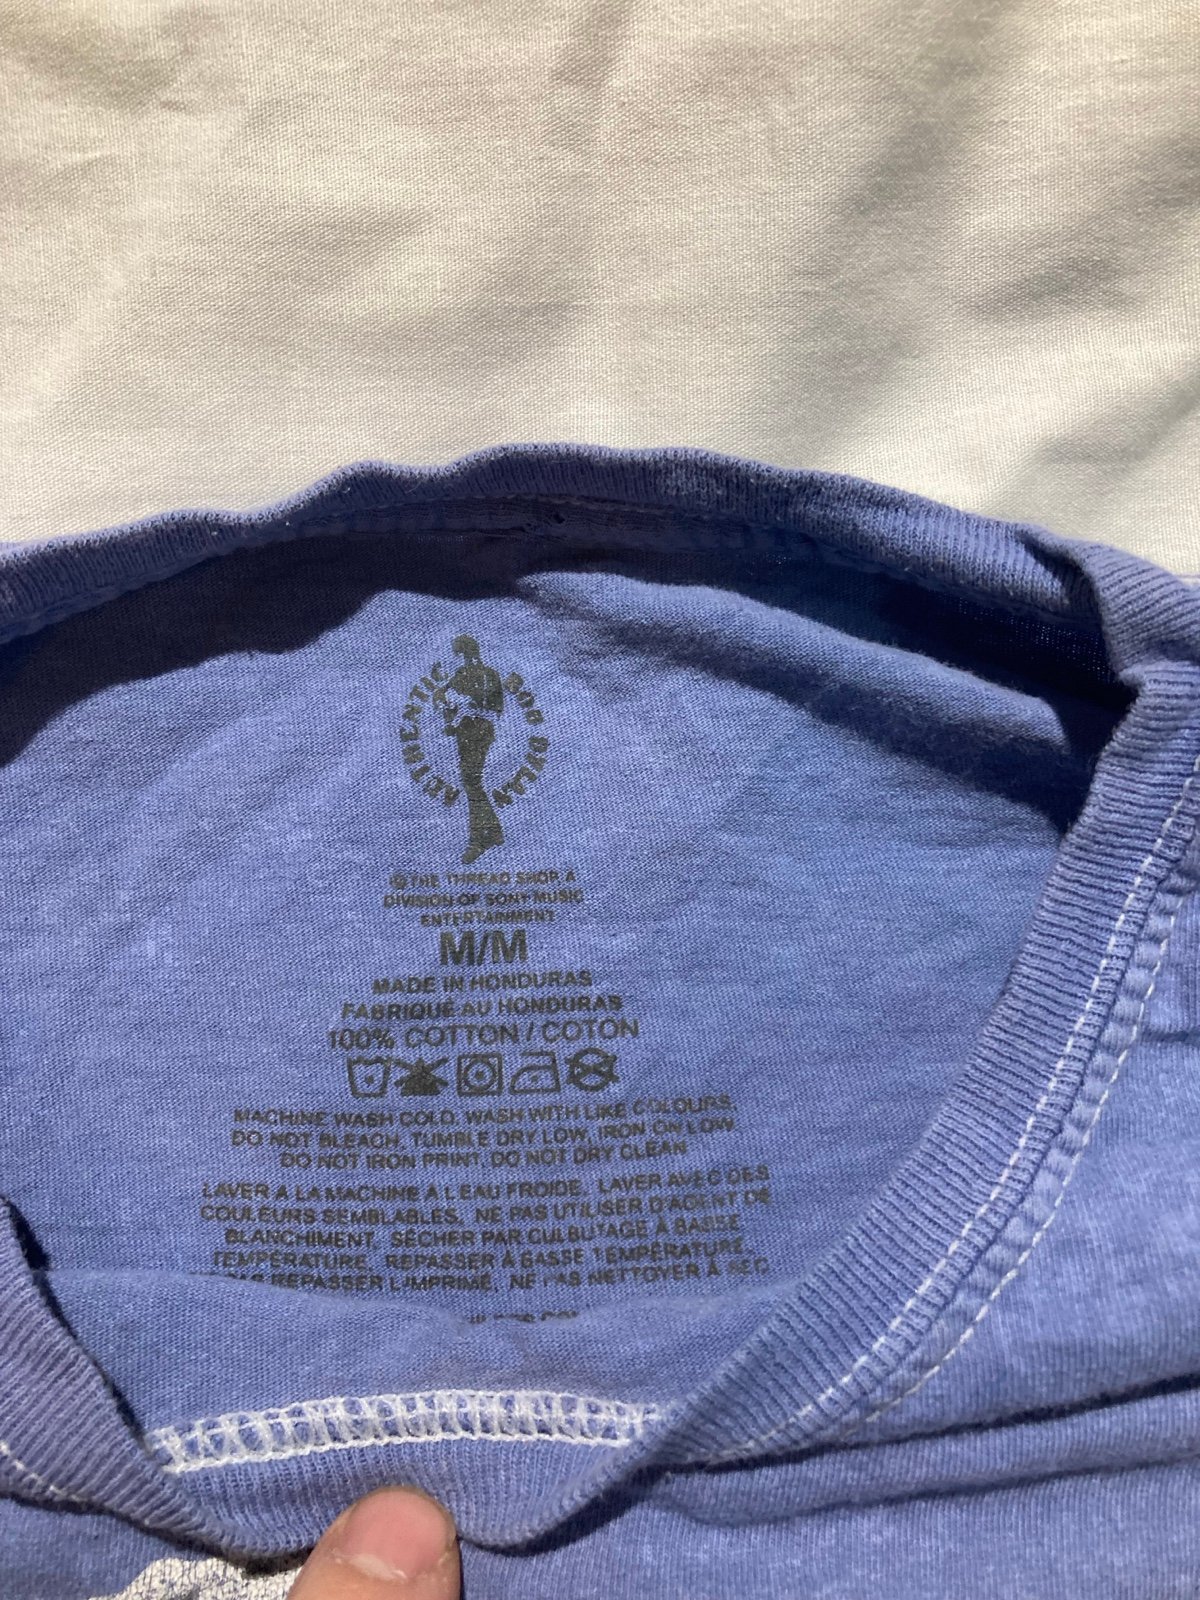 AUTHENTIC BOB DYLAN
© THE THREAD SHOP A
DIVISION OF SONY MUSIC
ENTERTAINMENT
M/M
MADE IN HONDURAS
FABRIQUÉ AU HONDURAS
100% COTTON / COTON
MACHINE WASH COLD, WASH WITH LIKE COLOURS,
DO NOT BLEACH, TUMBLE DRY LOW, IRON ON LOW
DO NOT IRON PRINT, DO NOT DRY CLEAN
LAVER À LA MACHINE À L'EAU FROIDE, LAVER AVEC DES
COULEURS SEMBLABLES, NE PAS UTILISER D'AGENT DE
BLANCHIMENT, SÉCHER PAR CULBUTAGE À BASSE
TEMPÉRATURE, REPASSER À BASSE TEMPÉRATURE,
PAS REPASSER L'IMPRIMÉ, NE PAS NETTOYER À SEC